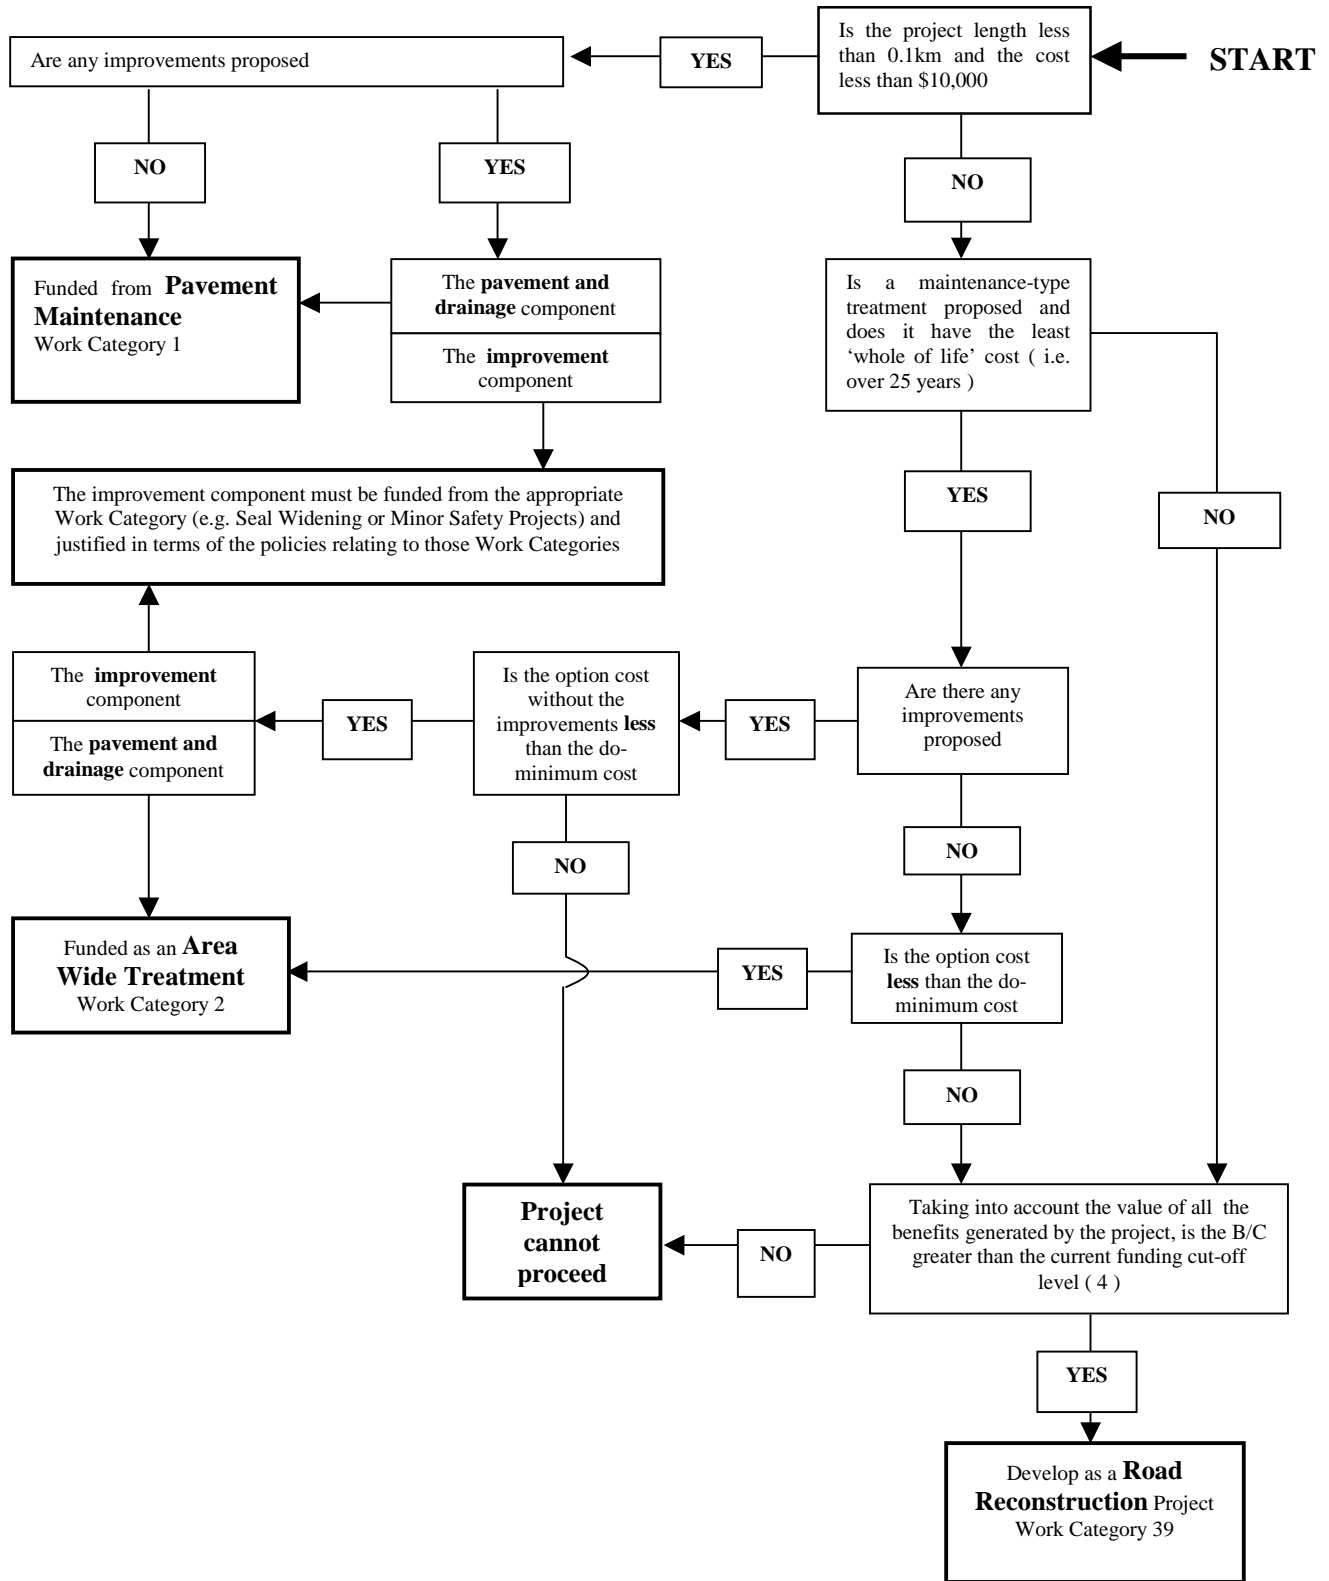 Is the project length less
than 0.1km and the cost
less than $10,000
START
YES
Are any improvements proposed
NO
YES
NO
Funded from Pavement
Maintenance
Work Category 1
The pavement and
drainage component
The improvement
component
Is a maintenance-type
treatment proposed and
does it have the least
‘whole of life’ cost ( i.e.
over 25 years )
The improvement component must be funded from the appropriate
Work Category (e.g. Seal Widening or Minor Safety Projects) and
justified in terms of the policies relating to those Work Categories
YES
NO
The improvement
component
The pavement and
drainage component
YES
Is the option cost
without the
improvements less
than the do-
minimum cost
YES
Are there any
improvements
proposed
NO
NO
Funded as an Area
Wide Treatment
Work Category 2
YES
Is the option cost
less than the do-
minimum cost
NO
Project
cannot
proceed
NO
Taking into account the value of all the
benefits generated by the project, is the B/C
greater than the current funding cut-off
level ( 4 )
YES
Develop as a Road
Reconstruction Project
Work Category 39